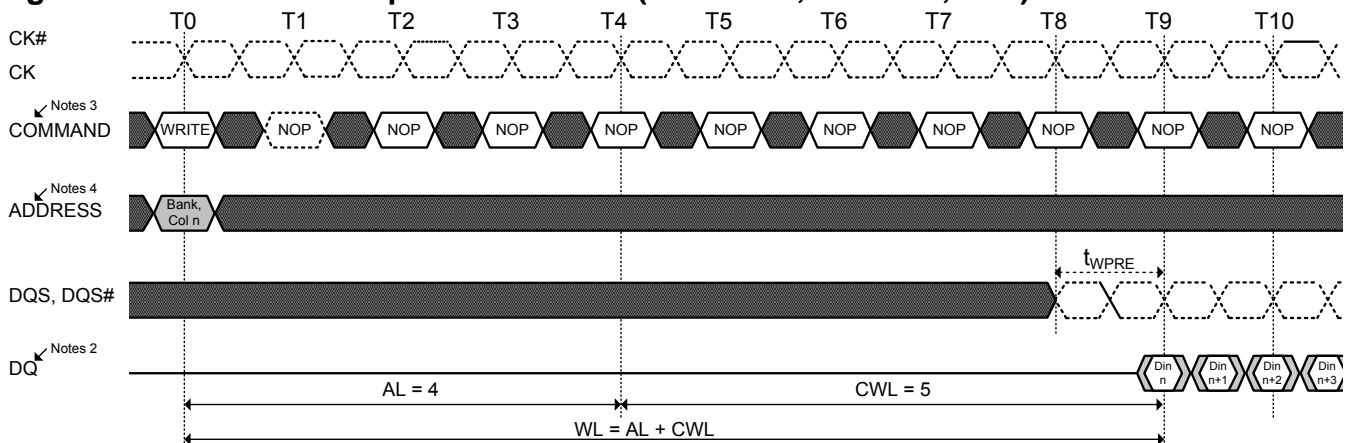 T0 T1 T2 T3 T4 T5 T6 T7 T8 T9 T10
CK#
CK
Notes 3
COMMAND WRITE NOP NOP NOP NOP NOP NOP NOP NOP NOP NOP
Notes 4
ADDRESS Bank,
Col n
tWPRE
DQS, DQS#
Notes 2
DQ Din
n Din
n+1 Din
n+2 Din
n+3
AL = 4 CWL = 5
WL = AL + CWL